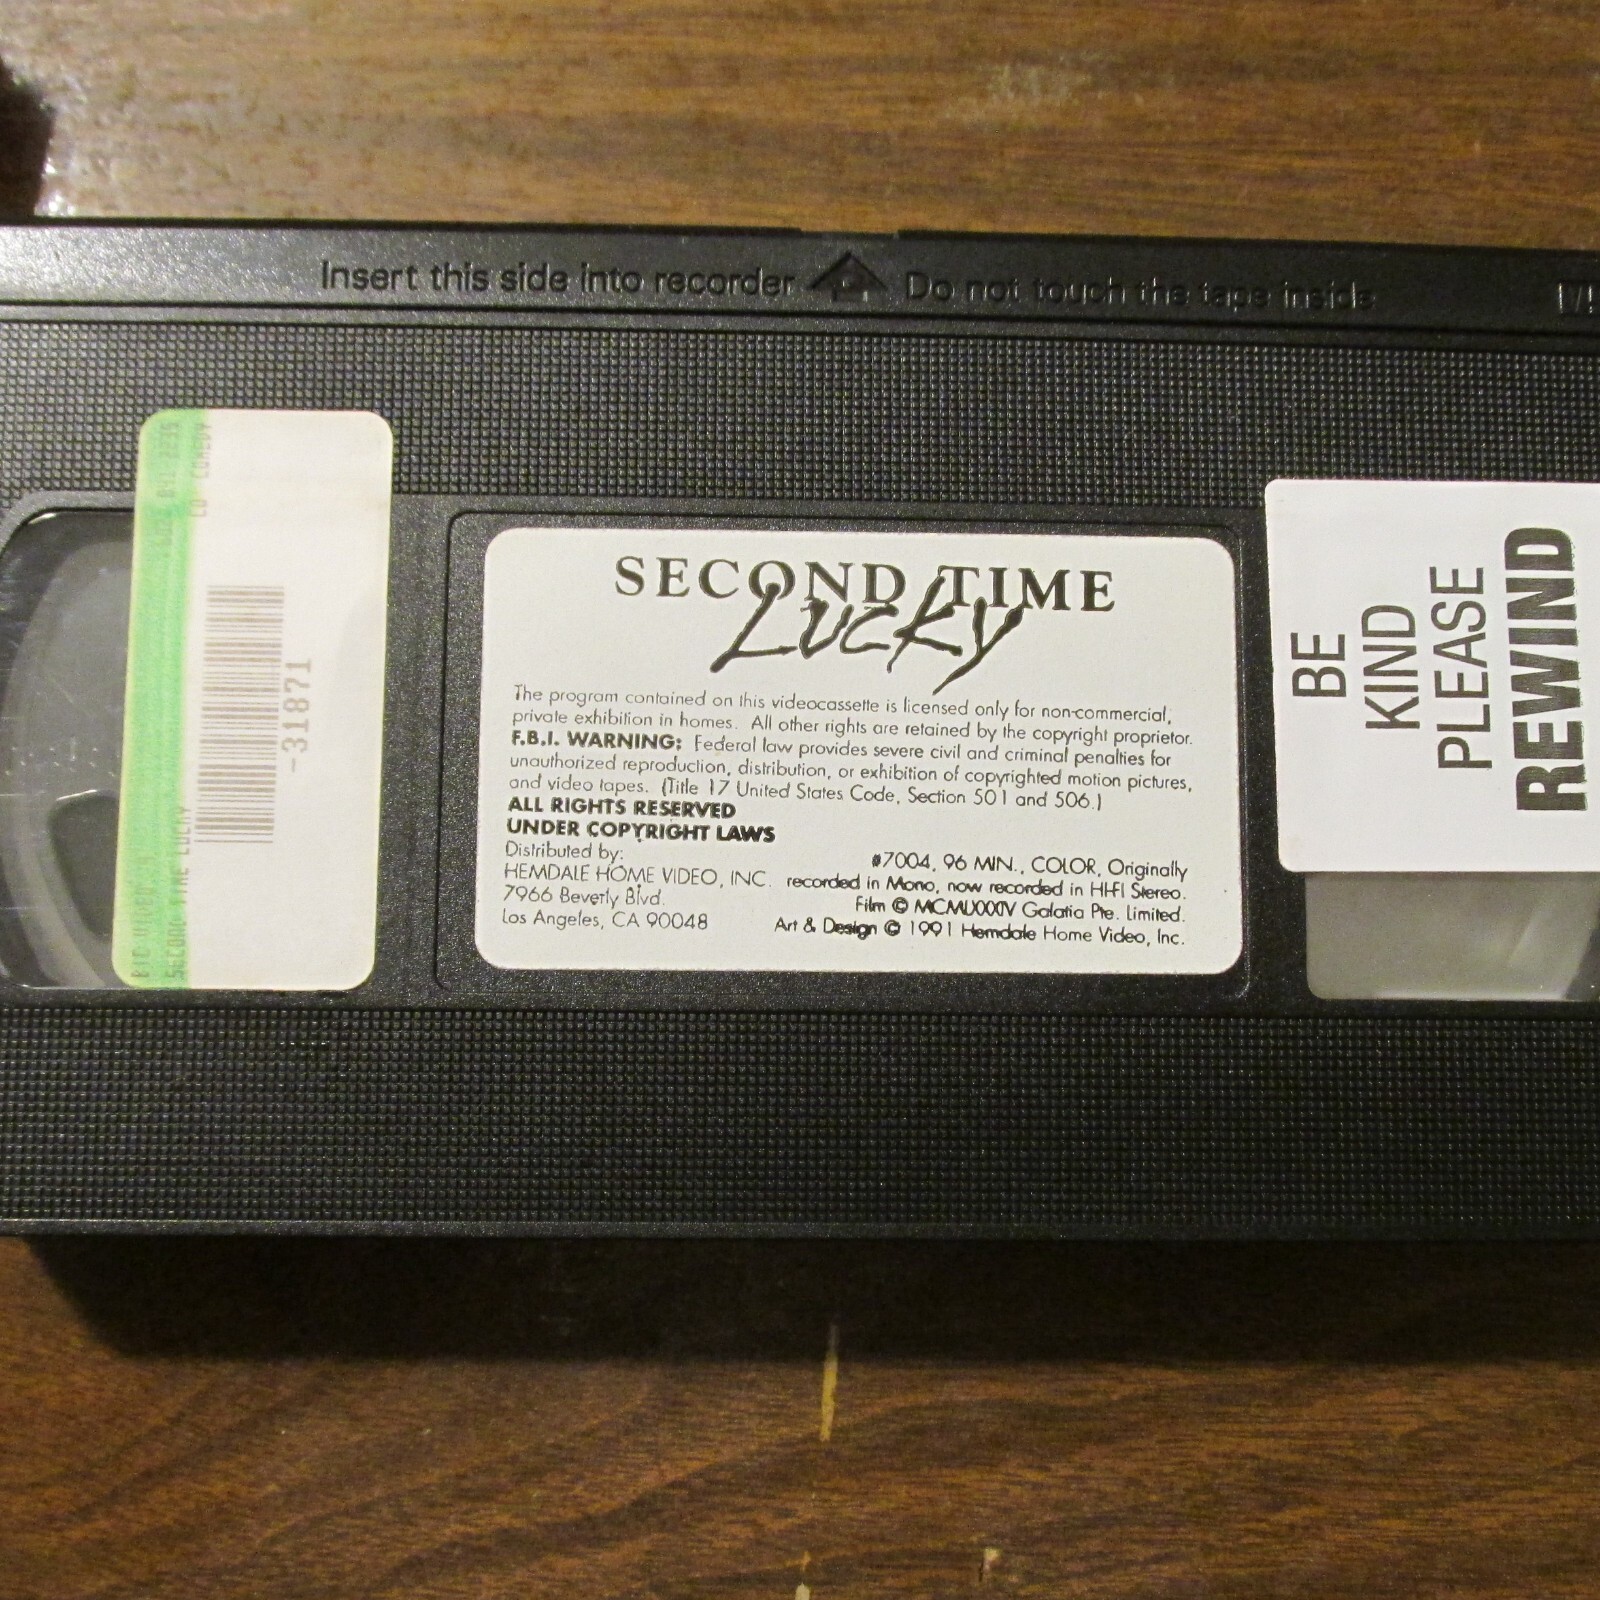 Insert this side into recorder Do not touch the tape inside
CO COMEDY
SECOND TIME LUCKY
-31871
SECOND TIME
Lucky
The program contained on this videocassette is licensed only for non-commercial,
private exhibition in homes. All other rights are retained by the copyright proprietor.
F.B.I. WARNING: Federal law provides severe civil and criminal penalties for
unauthorized reproduction, distribution, or exhibition of copyrighted motion pictures,
and video tapes. (Title 17 United States Code, Section 501 and 506.)
ALL RIGHTS RESERVED
UNDER COPYRIGHT LAWS
Distributed by:
HEMDALE HOME VIDEO, INC.
7966 Beverly Blvd.
Los Angeles, CA 90048
#7004, 96 MIN., COLOR, Originally
recorded in Mono, now recorded in HI-FI Stereo.
Film © MCMLXXXIV Galatia Pte. Limited.
Art & Design © 1991 Hemdale Home Video, Inc.
BE
KIND
PLEASE
REWIND